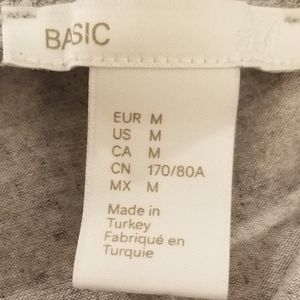 BASIC
EUR M
US M
CA M
CN 170/80A
MX M
Made in
Turkey
Fabriqué en
Turquie